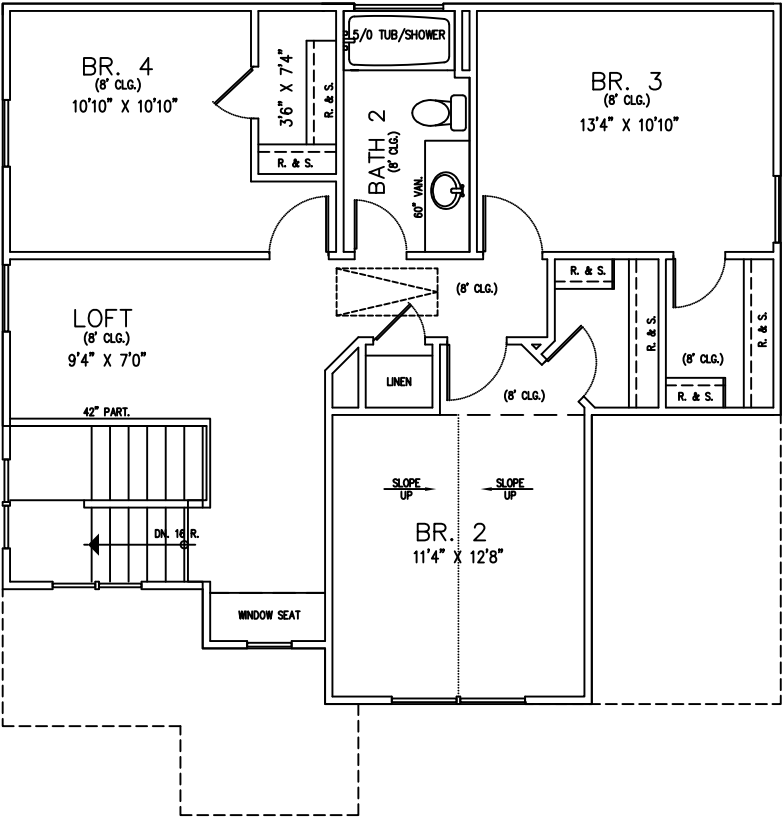 BR. 4
(8' CLG.)
10'10" X 10'10"
3'6" X 7'4"
R. & S.
R. & S.
5/0 TUB/SHOWER
BATH 2
(8' CLG.)
60" VAN.
BR. 3
(8' CLG.)
13'4" X 10'10"
LOFT
(8' CLG.)
9'4" X 7'0"
42" PART.
(8' CLG.)
R. & S.
R. & S.
(8' CLG.)
R. & S.
R. & S.
LINEN
(8' CLG.)
SLOPE
UP
SLOPE
UP
BR. 2
11'4" X 12'8"
DN. 16 R.
WINDOW SEAT